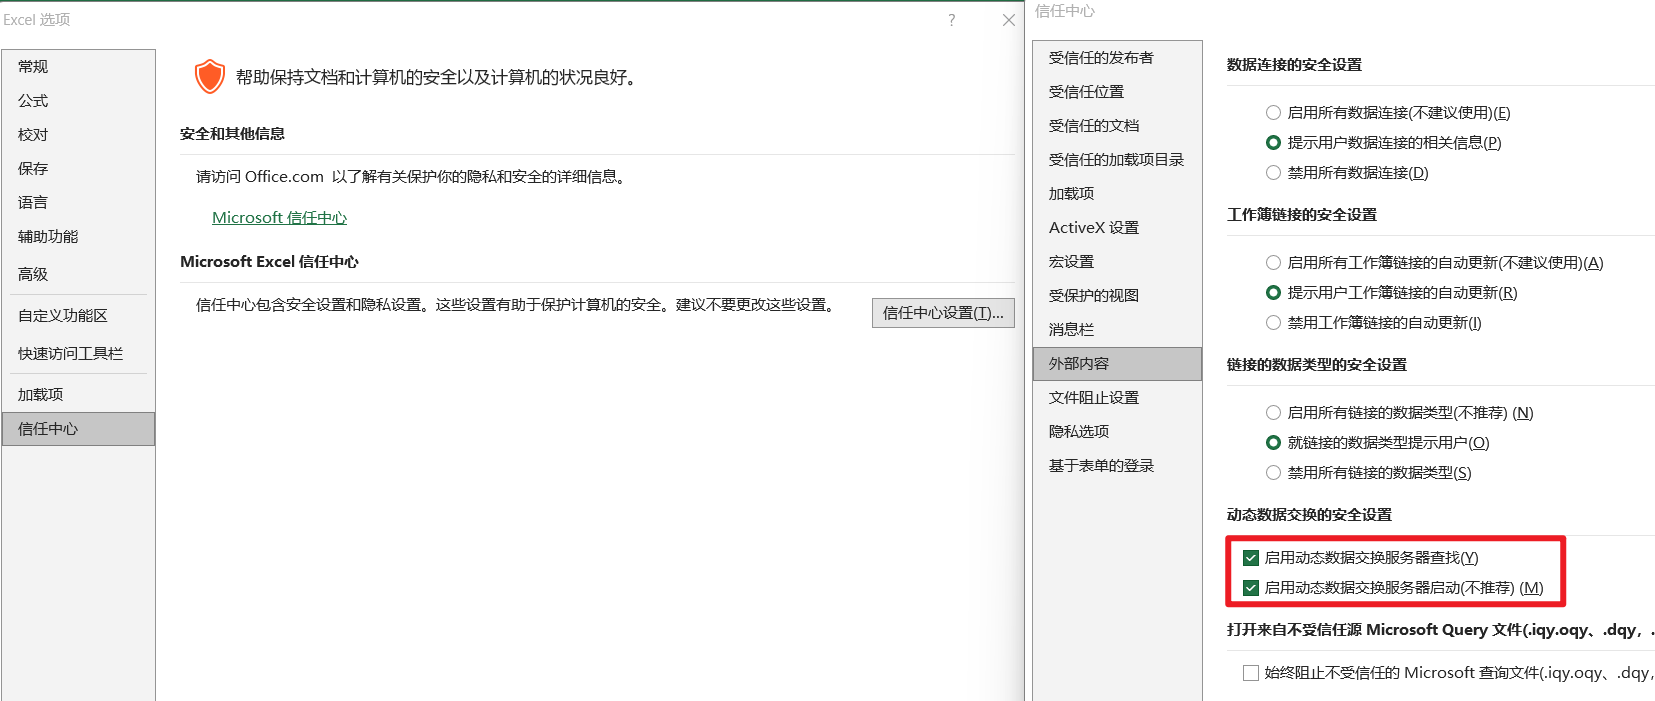 Excel 选项
?
常规
公式
校对
保存
语言
辅助功能
高级
自定义功能区
快速访问工具栏
加载项
信任中心
帮助保持文档和计算机的安全以及计算机的状况良好。
安全和其他信息
请访问 Office.com 以了解有关保护你的隐私和安全的详细信息。
Microsoft 信任中心
Microsoft Excel 信任中心
信任中心包含安全设置和隐私设置。这些设置有助于保护计算机的安全。建议不要更改这些设置。
信任中心设置(T)...
信任中心
受信任的发布者
受信任位置
受信任的文档
受信任的加载项目录
加载项
ActiveX 设置
宏设置
受保护的视图
消息栏
外部内容
文件阻止设置
隐私选项
基于表单的登录
数据连接的安全设置
启用所有数据连接(不建议使用)(E)
提示用户数据连接的相关信息(P)
禁用所有数据连接(D)
工作簿链接的安全设置
启用所有工作簿链接的自动更新(不建议使用)(A)
提示用户工作簿链接的自动更新(R)
禁用工作簿链接的自动更新(I)
链接的数据类型的安全设置
启用所有链接的数据类型(不推荐) (N)
就链接的数据类型提示用户(O)
禁用所有链接的数据类型(S)
动态数据交换的安全设置
启用动态数据交换服务器查找(Y)
启用动态数据交换服务器启动(不推荐) (M)
打开来自不受信任源 Microsoft Query 文件(.iqy.oqy、.dqy，.
始终阻止不受信任的 Microsoft 查询文件(.iqy.oqy、.dqy，